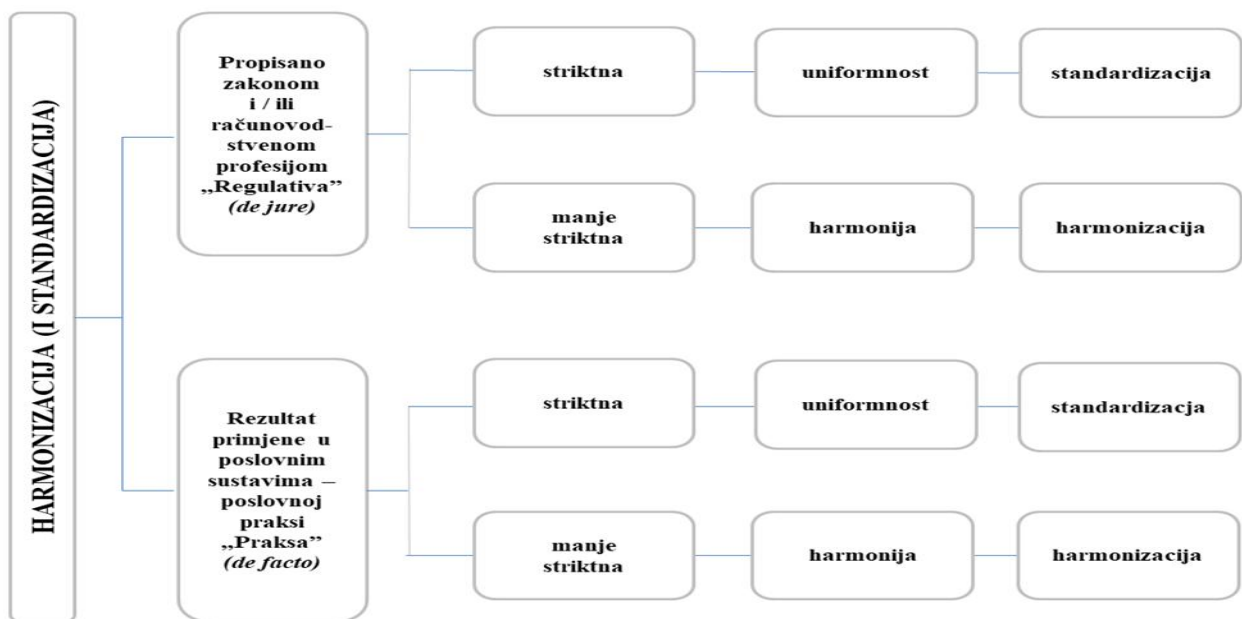 HARMONIZACIJA (I STANDARDIZACIJA)
Propisano
zakonom
i / ili
računovod-
stvenom
profesijom
„Regulativa”
(de jure)
striktna
uniformnost
standardizacija
manje
striktna
harmonija
harmonizacija
Rezultat
primjene u
poslovnim
sustavima –
poslovnoj
praksi
„Praksa”
(de facto)
striktna
uniformnost
standardizacja
manje
striktna
harmonija
harmonizacija